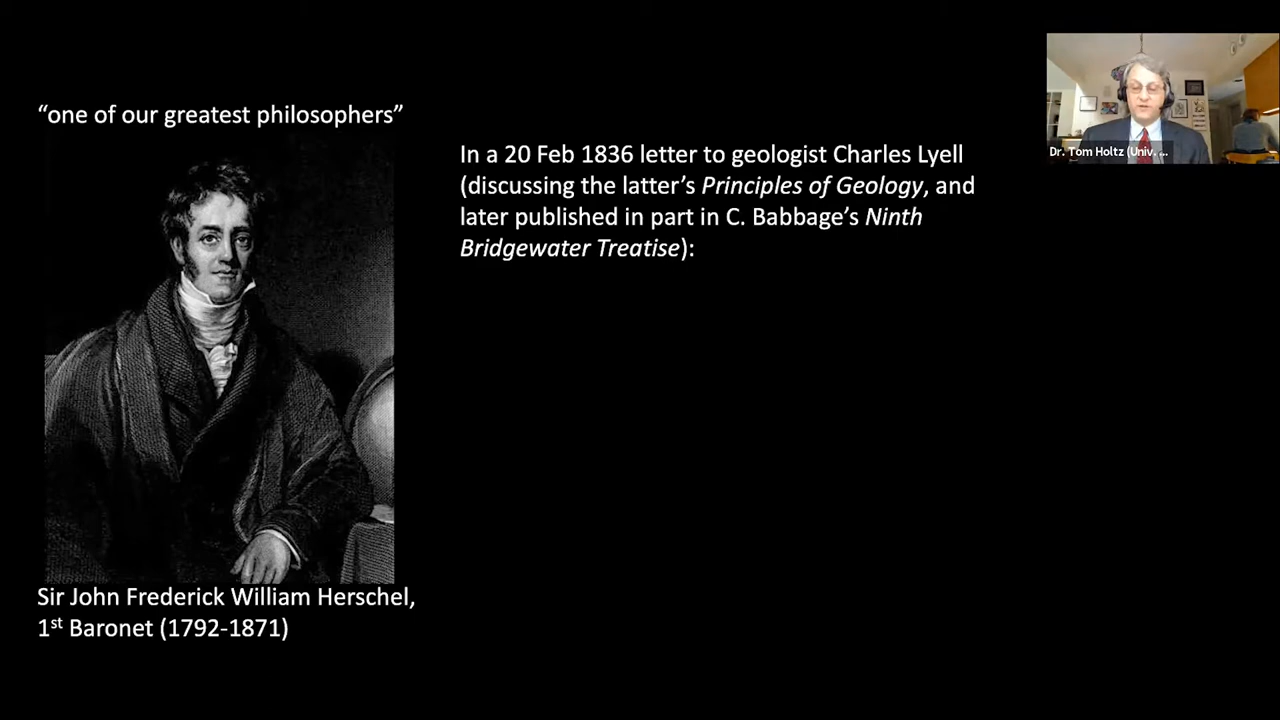 “one of our greatest philosophers”
In a 20 Feb 1836 letter to geologist Charles Lyell
(discussing the latter’s Principles of Geology, and
later published in part in C. Babbage’s Ninth
Bridgewater Treatise):
Dr. Tom Holtz (Univ. ...
Sir John Frederick William Herschel,
1st Baronet (1792-1871)